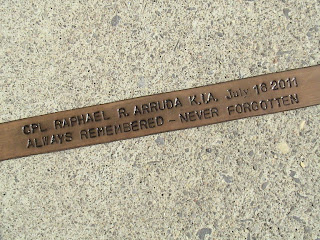 CPL RAPHAEL R. ARRUDA K.I.A. July 16 2011
ALWAYS REMEMBERED - NEVER FORGOTTEN